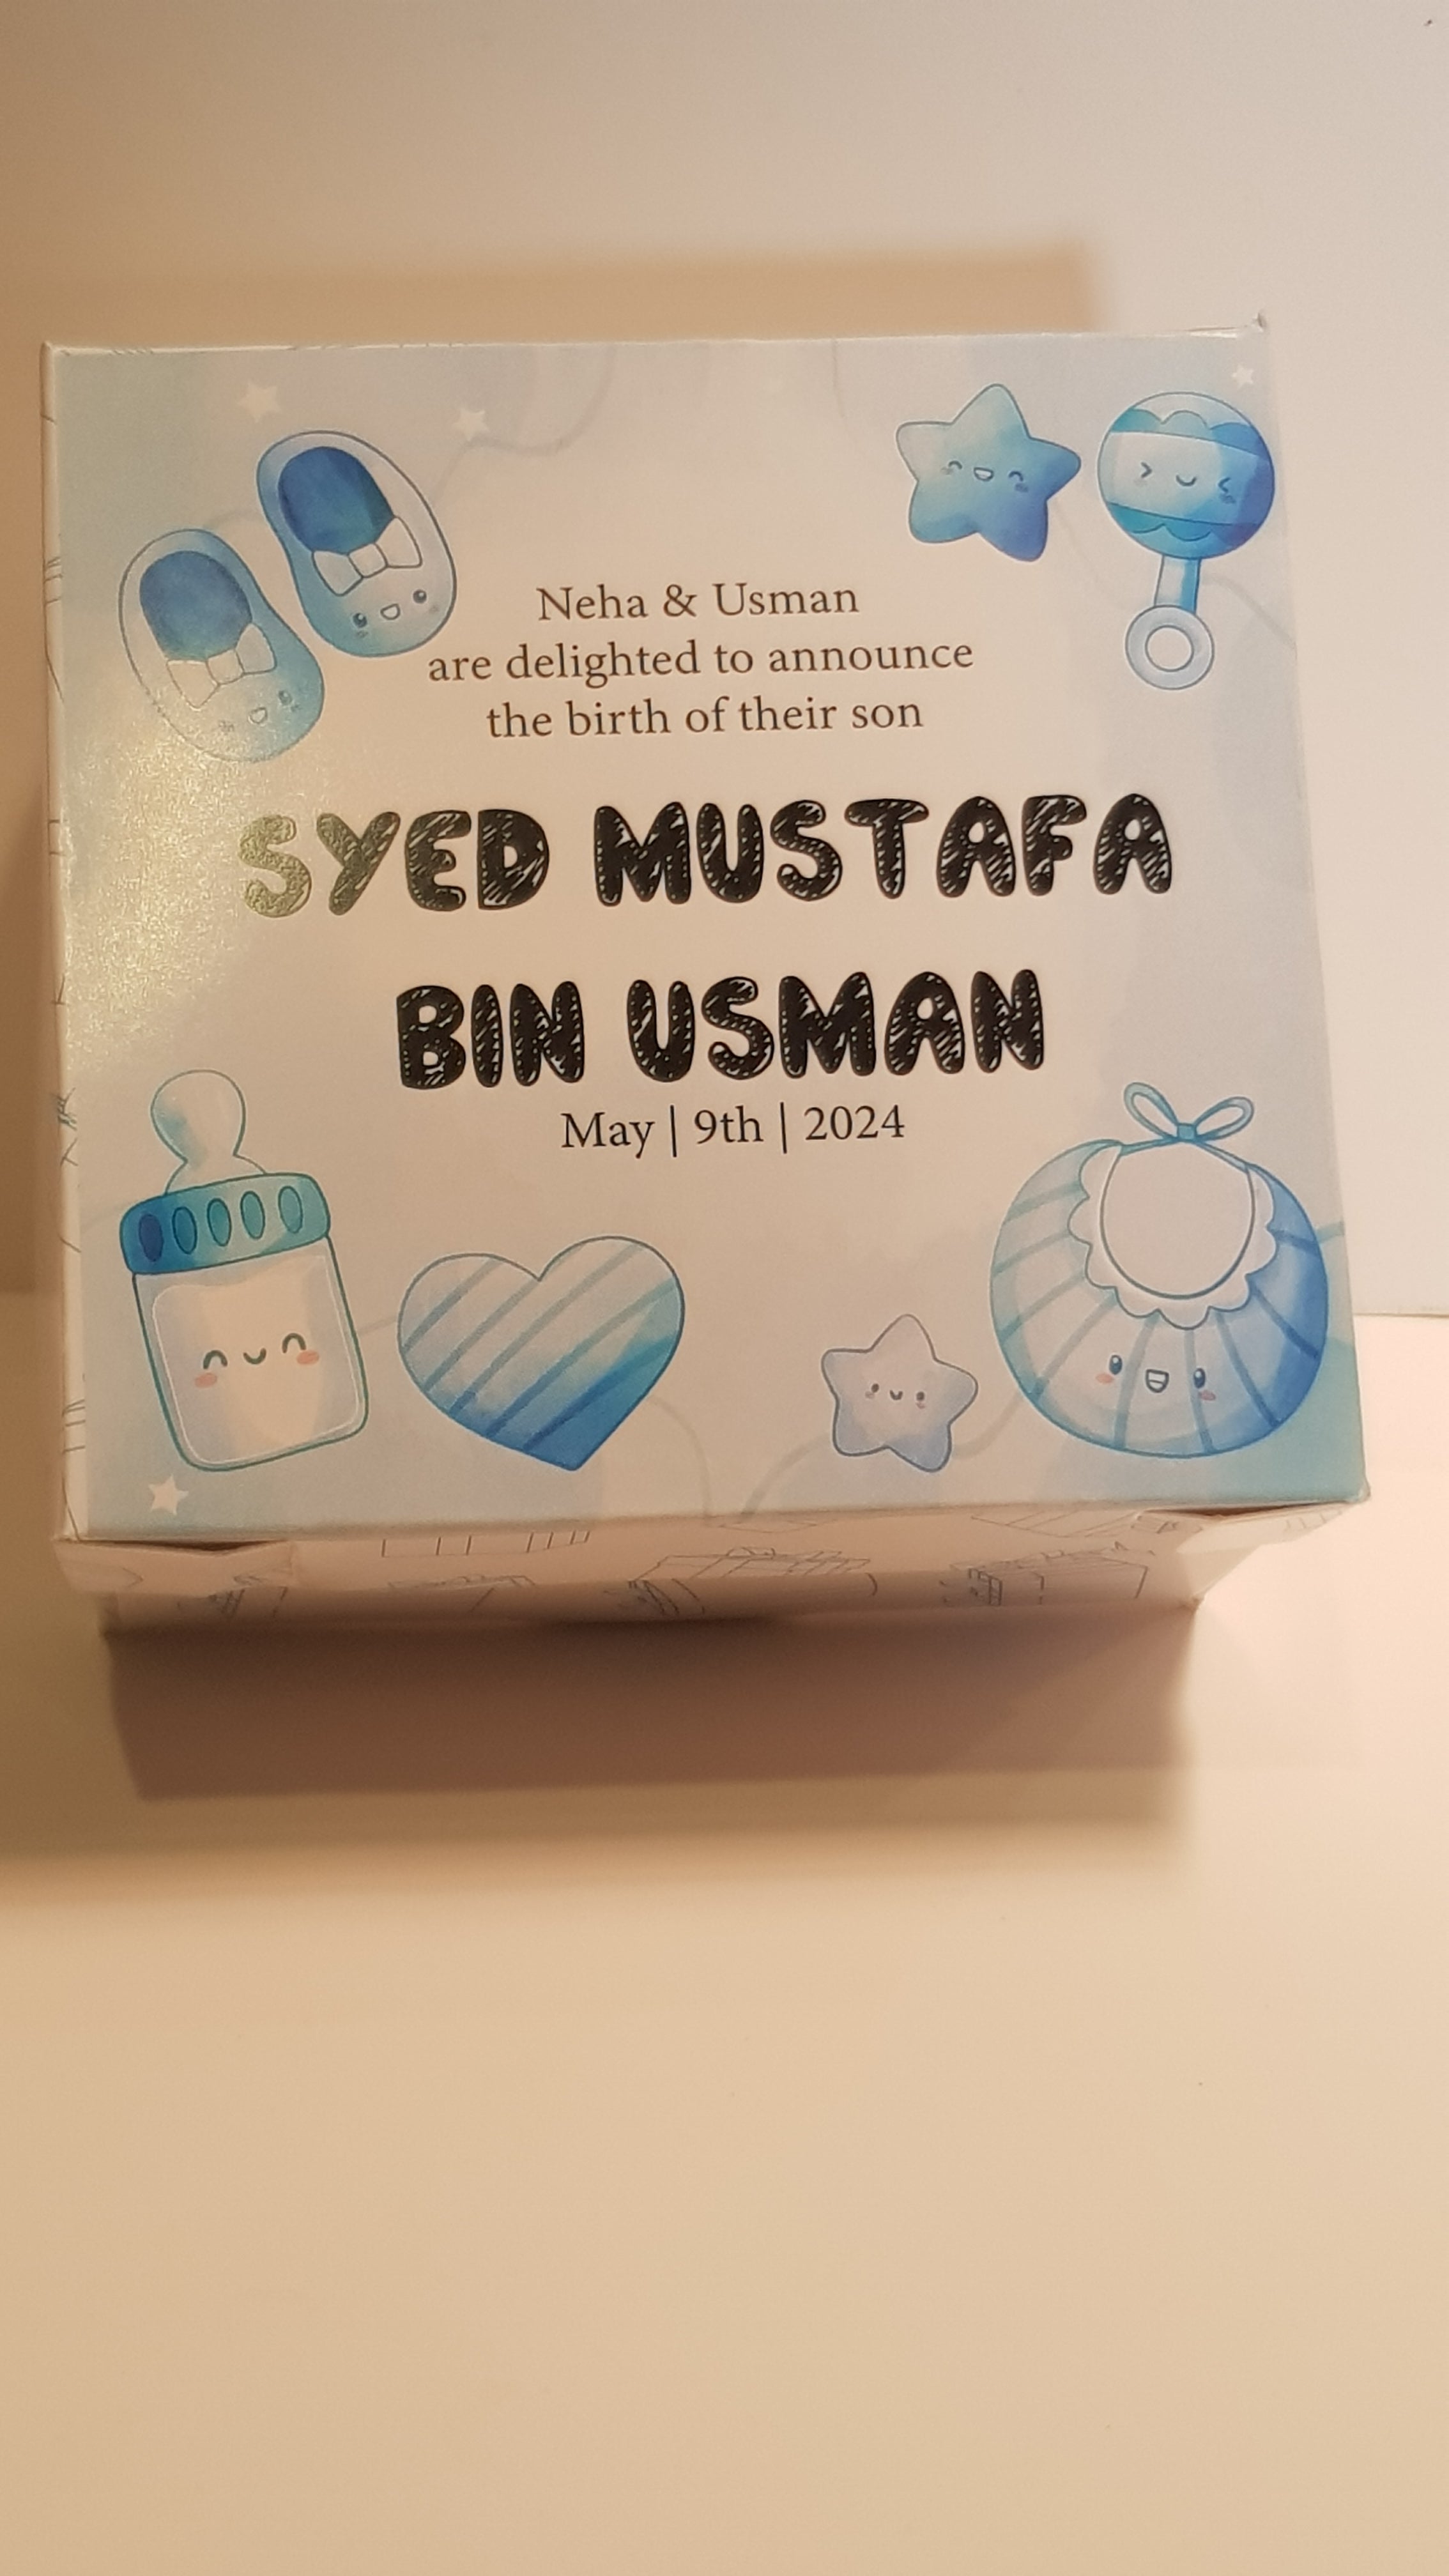 Neha & Usman
are delighted to announce
the birth of their son
SYED MUSTAFA
BIN USMAN
May | 9th | 2024